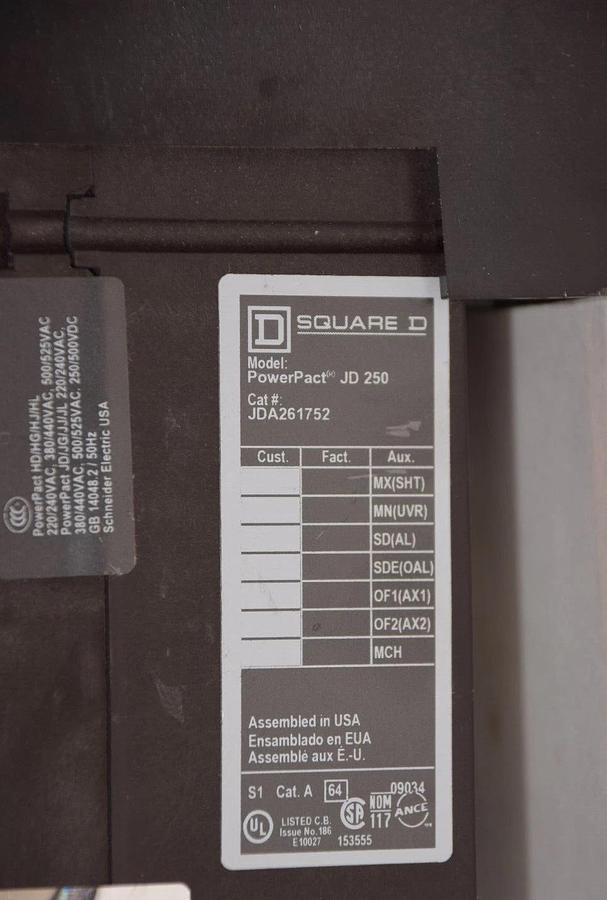 PowerPact HD/HG/HJ/HL
220/240VAC, 380/440VAC, 500/525VAC
PowerPact JD/JG/JJ/JL 220/240VAC,
380/440VAC, 500/525VAC, 250/500VDC
GB 14048.2 / 50Hz
Schneider Electric USA
D SQUARE D
Model:
PowerPact JD 250
Cat #:
JDA261752
Cust. Fact. Aux.
MX(SHT)
MN(UVR)
SD(AL)
SDE(OAL)
OF1(AX1)
OF2(AX2)
MCH
Assembled in USA
Ensamblado en EUA
Assemblé aux É.-U.
S1 Cat. A 64 09034
UL LISTED C.B. SA NOM ANCE
Issue No.186 117
E10027 153555